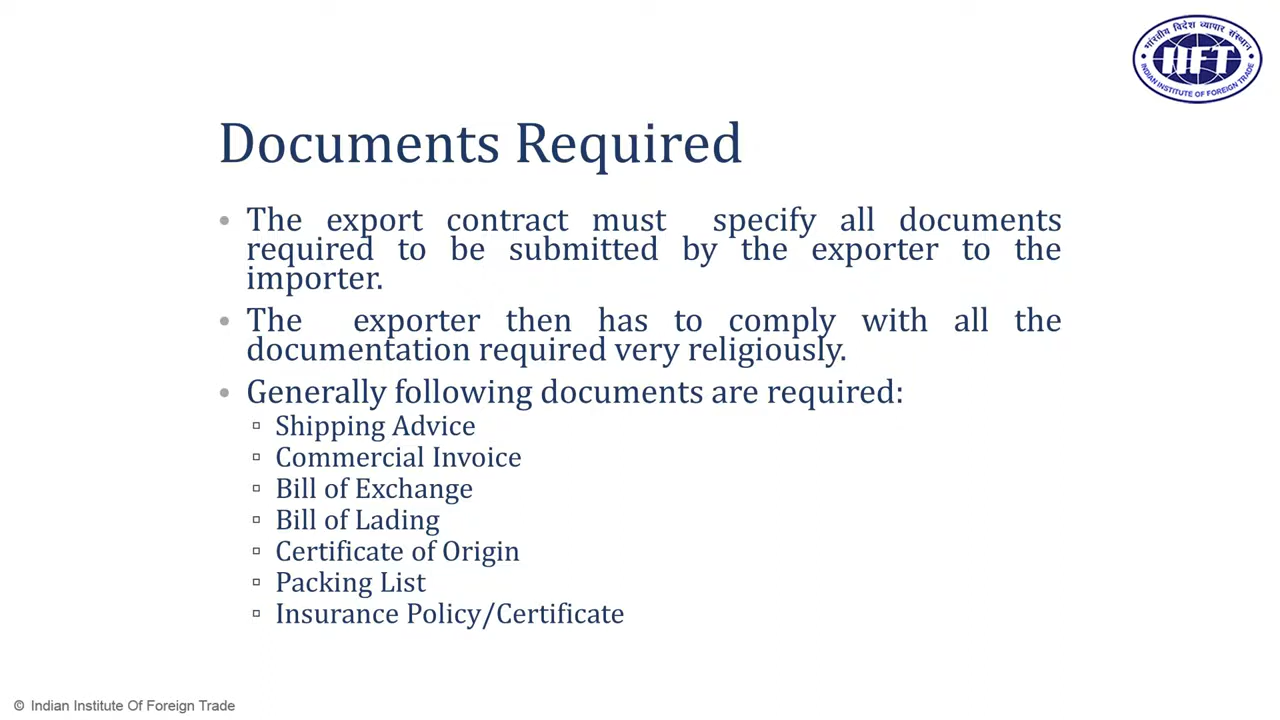 भारतीय विदेश व्यापार संस्थान
IIFT
INDIAN INSTITUTE OF FOREIGN TRADE
Documents Required
• The export contract must specify all documents
required to be submitted by the exporter to the
importer.
• The exporter then has to comply with all the
documentation required very religiously.
• Generally following documents are required:
▫ Shipping Advice
▫ Commercial Invoice
▫ Bill of Exchange
▫ Bill of Lading
▫ Certificate of Origin
▫ Packing List
▫ Insurance Policy/Certificate
© Indian Institute Of Foreign Trade